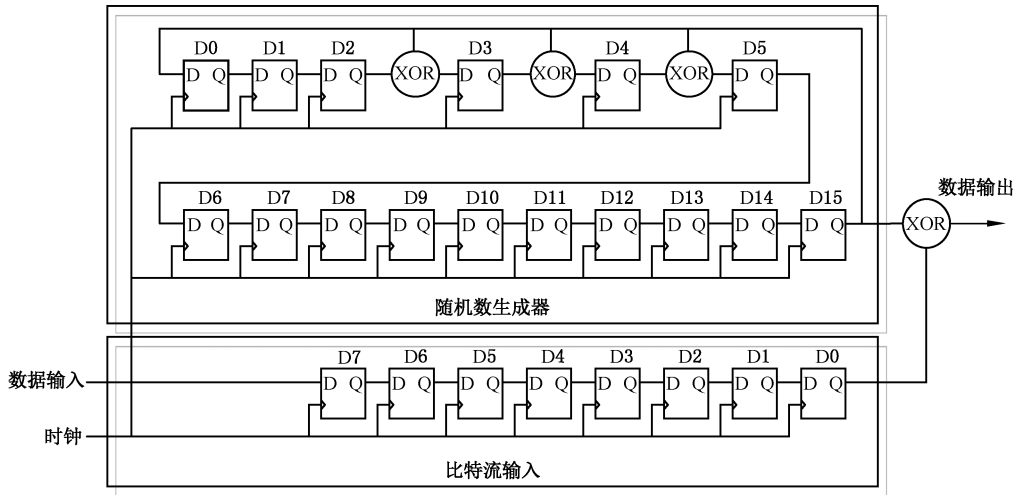 D0 D1 D2 D3 D4 D5
D Q D Q D Q XOR D Q XOR D Q XOR D Q
D6 D7 D8 D9 D10 D11 D12 D13 D14 D15
D Q D Q D Q D Q D Q D Q D Q D Q D Q D Q
数据输出
XOR
随机数生成器
D7 D6 D5 D4 D3 D2 D1 D0
数据输入
D Q D Q D Q D Q D Q D Q D Q D Q
时钟
比特流输入